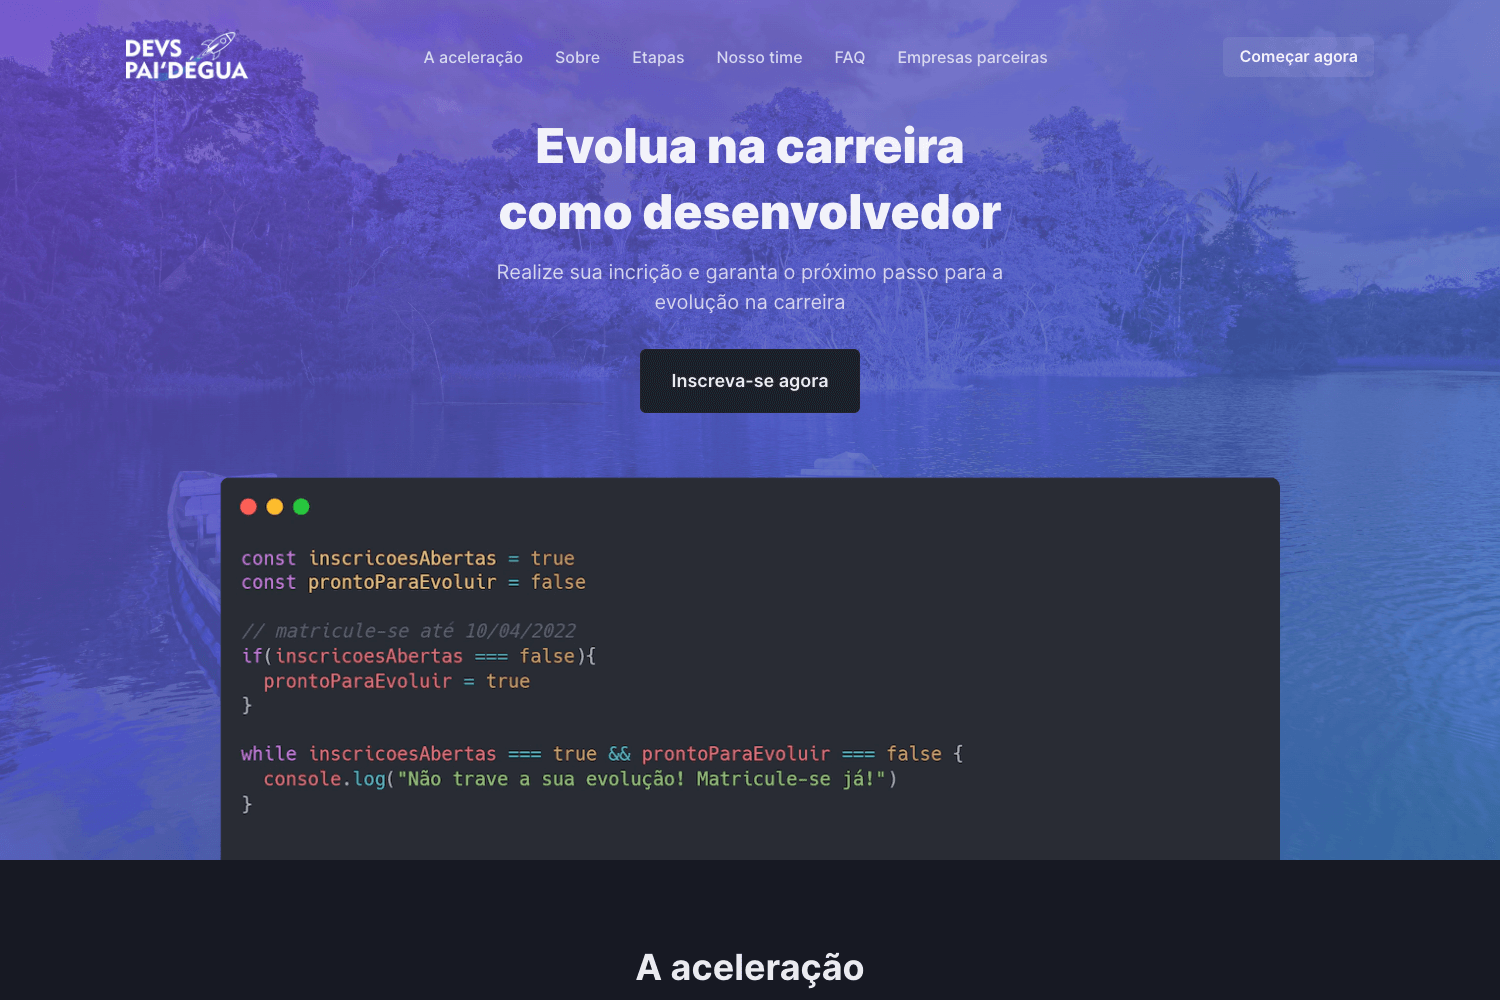 DEVS
PAI'DÉGUA
A aceleração
Sobre
Etapas
Nosso time
FAQ
Empresas parceiras
Começar agora
Evolua na carreira
como desenvolvedor
Realize sua incrição e garanta o próximo passo para a
evolução na carreira
Inscreva-se agora
const inscricoesAbertas = true
const prontoParaEvoluir = false
// matricule-se até 10/04/2022
if(inscricoesAbertas === false){
  prontoParaEvoluir = true
}
while inscricoesAbertas === true && prontoParaEvoluir === false {
  console.log("Não trave a sua evolução! Matricule-se já!")
}
A aceleração